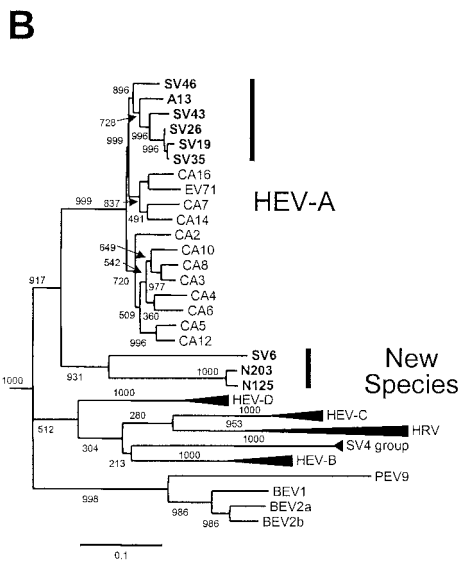 B
896 SV46
A13
728 SV43
996 SV26
999 996 SV19
SV35
CA16
EV71
999 837 CA7
491 CA14
HEV-A
CA2
649 CA10
542 CA8
977 CA3
720 CA4
917 360 CA6
509 CA5
996 CA12
SV6
1000 N203
931 N125
New
Species
1000
1000 HEV-D
512 280 1000 HEV-C
953 HRV
304 1000 SV4 group
213 1000 HEV-B
PEV9
998 BEV1
986 BEV2a
986 BEV2b
0.1